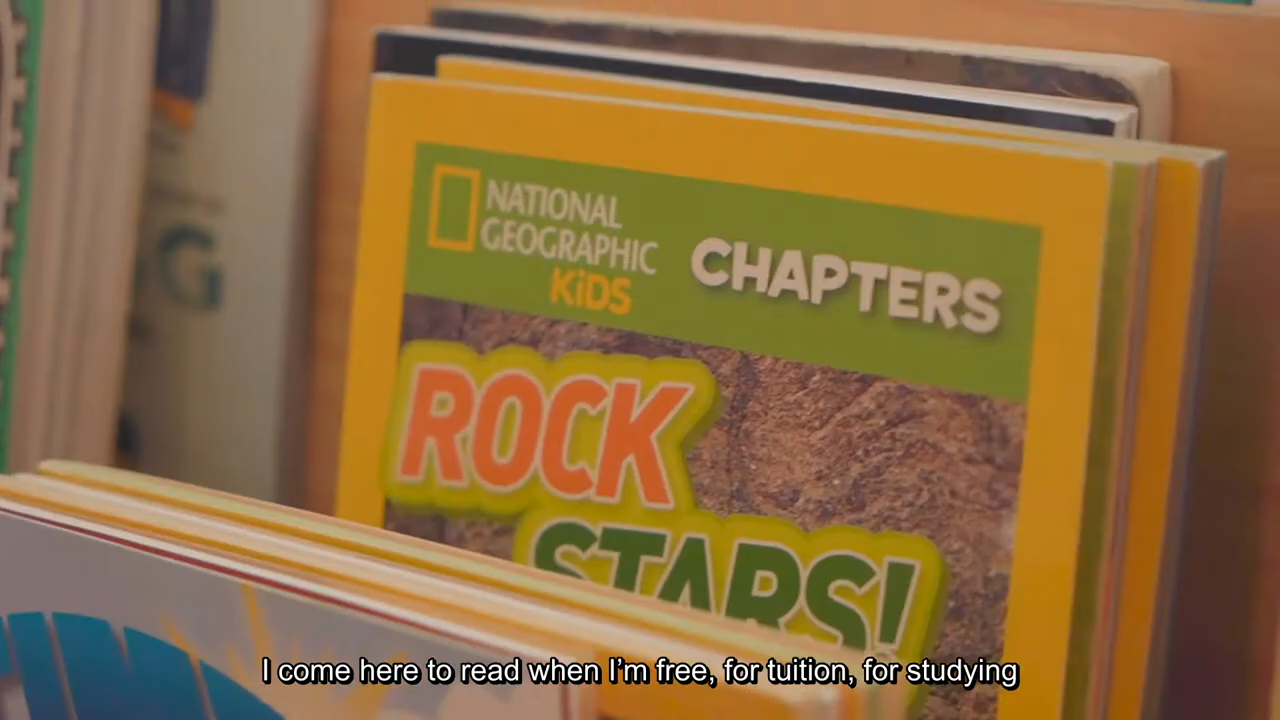 NATIONAL
GEOGRAPHIC
KiDS
CHAPTERS
ROCK
STARS!
G
I come here to read when I'm free, for tuition, for studying